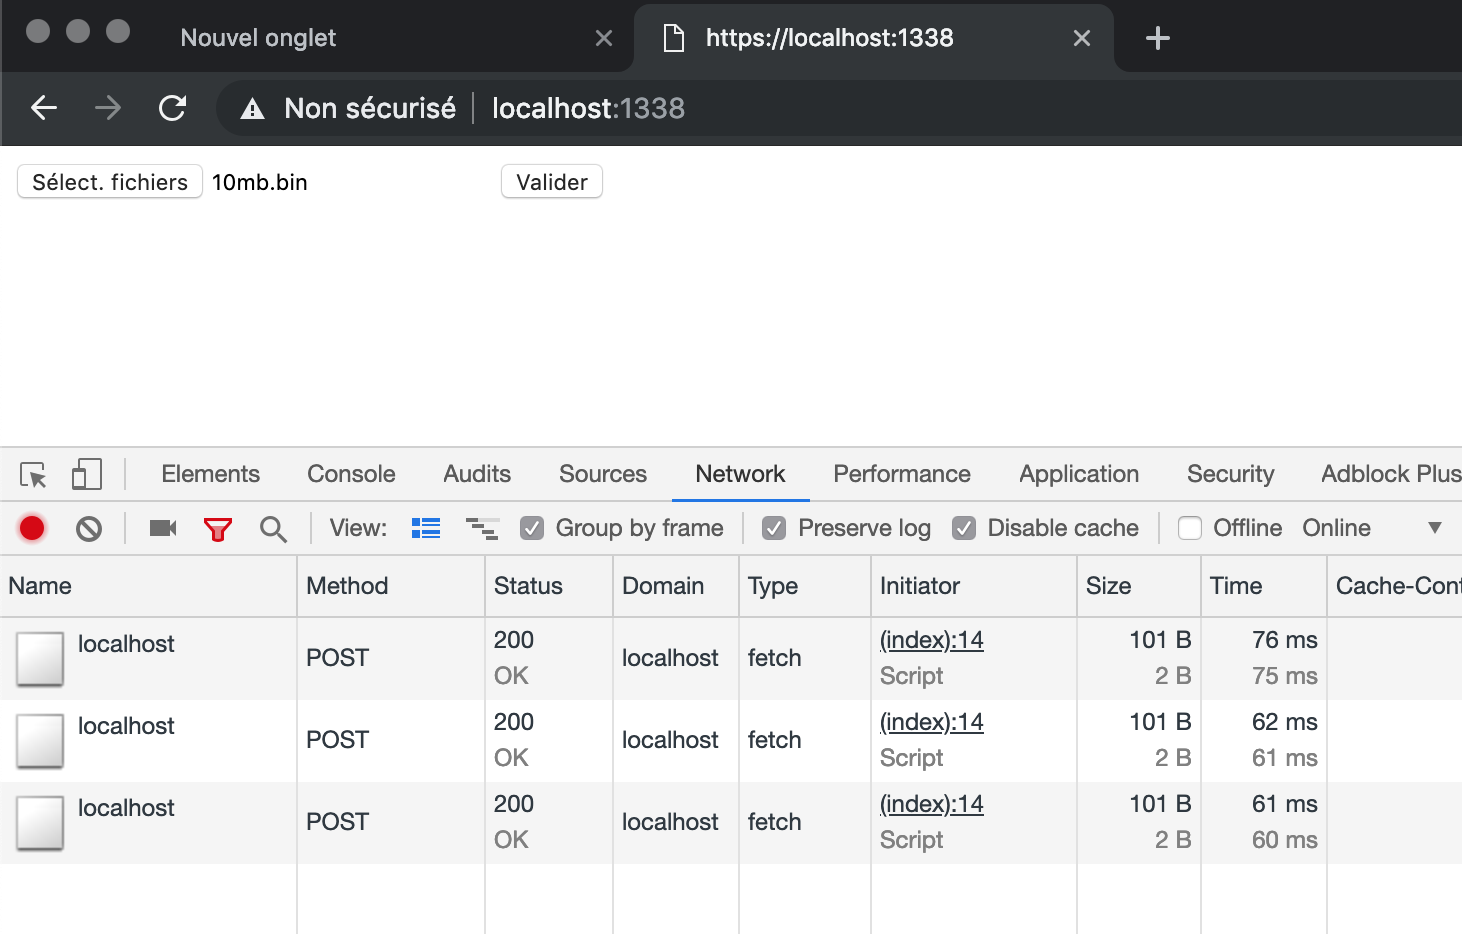 Nouvel onglet
https://localhost:1338
Non sécurisé localhost:1338
Sélect. fichiers 10mb.bin Valider
Elements Console Audits Sources Network Performance Application Security Adblock Plus
View: Group by frame Preserve log Disable cache Offline Online
Name Method Status Domain Type Initiator Size Time Cache-Cont
localhost POST 200 localhost fetch (index):14 101 B 76 ms
OK Script 2 B 75 ms
localhost POST 200 localhost fetch (index):14 101 B 62 ms
OK Script 2 B 61 ms
localhost POST 200 localhost fetch (index):14 101 B 61 ms
OK Script 2 B 60 ms